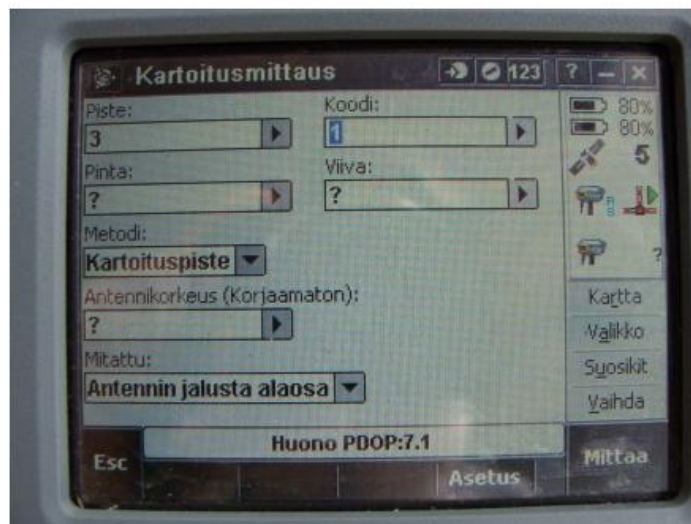 Kartoitusmittaus 123 ? – ×
Piste: Koodi:
3 1
80%
80%
5
Pinta: Viiva:
? ?
?
Metodi:
Kartoituspiste
Antennikorkeus (Korjaamaton):
?
Mitattu:
Antennin jalusta alaosa
Kartta
Valikko
Suosikit
Vaihda
Huono PDOP:7.1
Esc Asetus Mittaa